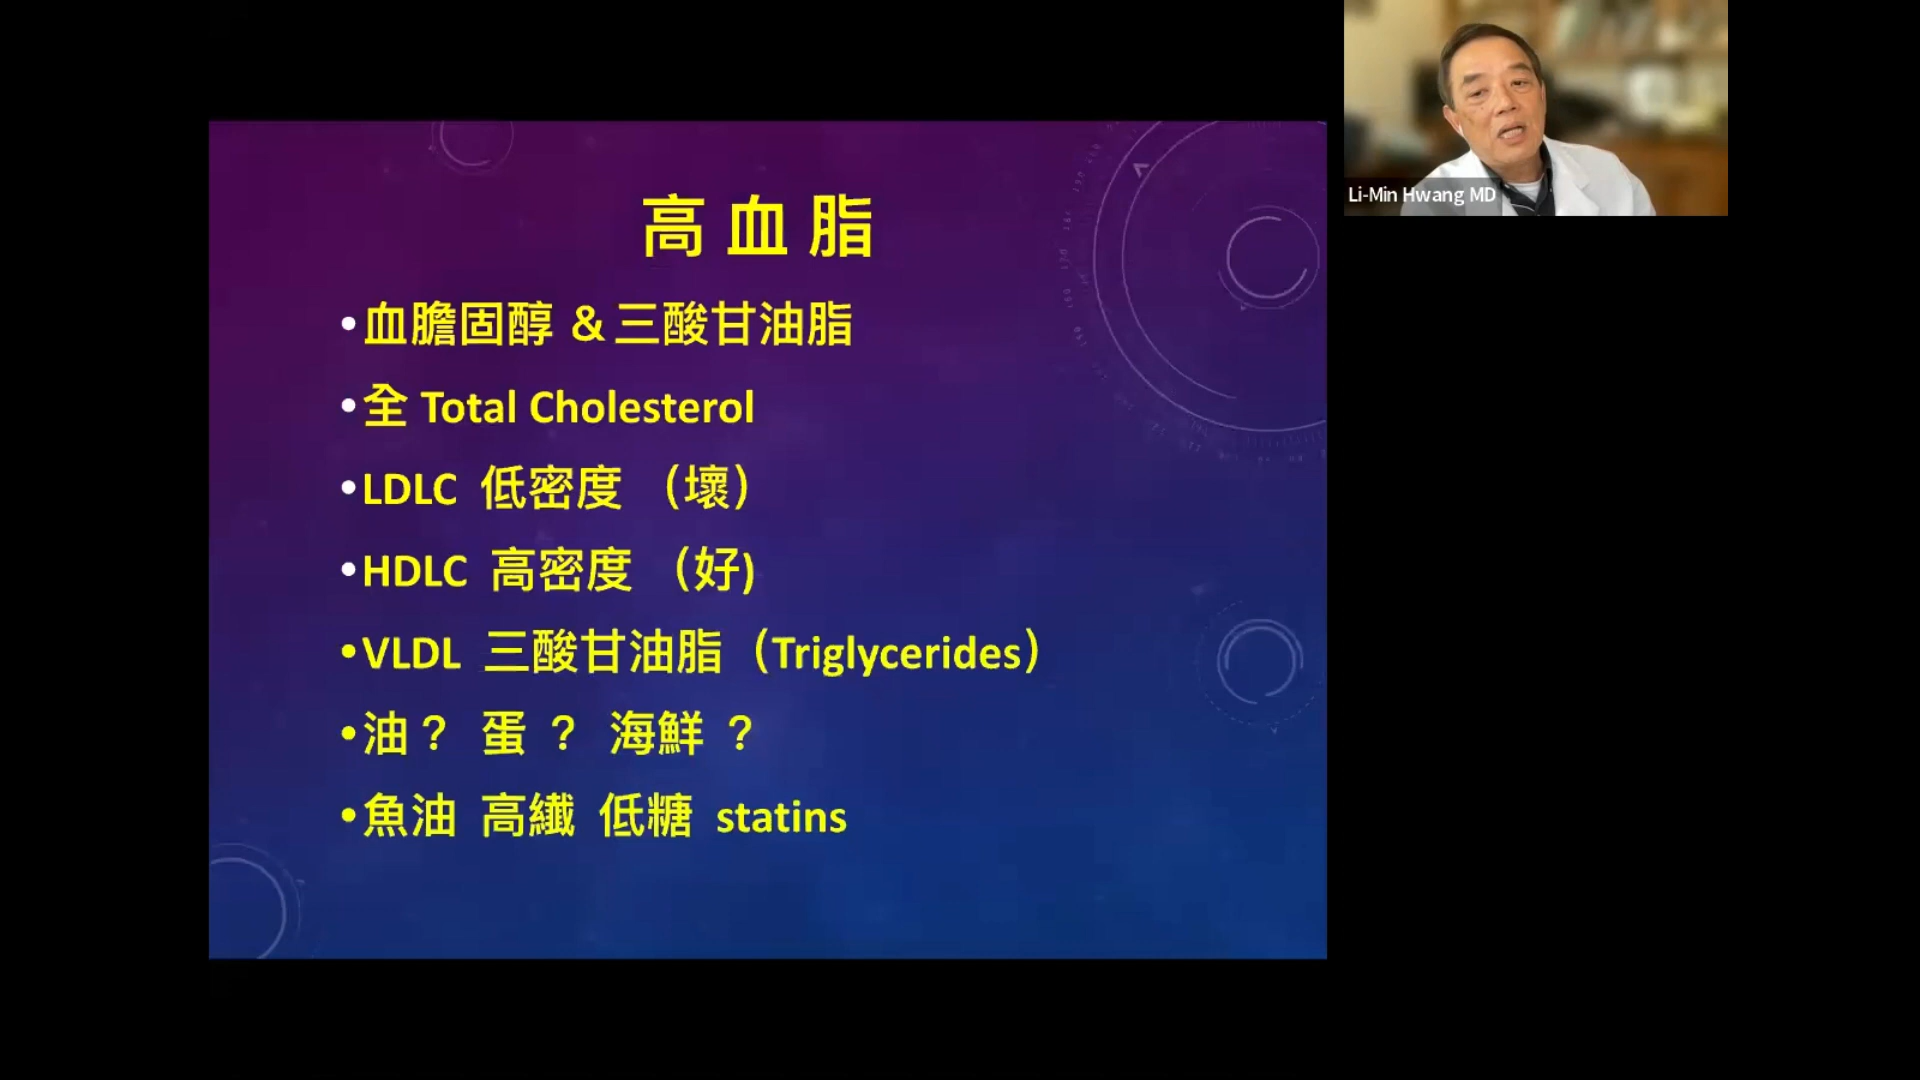 高血脂
•血膽固醇 & 三酸甘油脂
•全 Total Cholesterol
•LDLC 低密度 （壞）
•HDLC 高密度 （好)
•VLDL 三酸甘油脂（Triglycerides）
•油？ 蛋 ？ 海鮮 ？
•魚油 高纖 低糖 statins
Li-Min Hwang MD